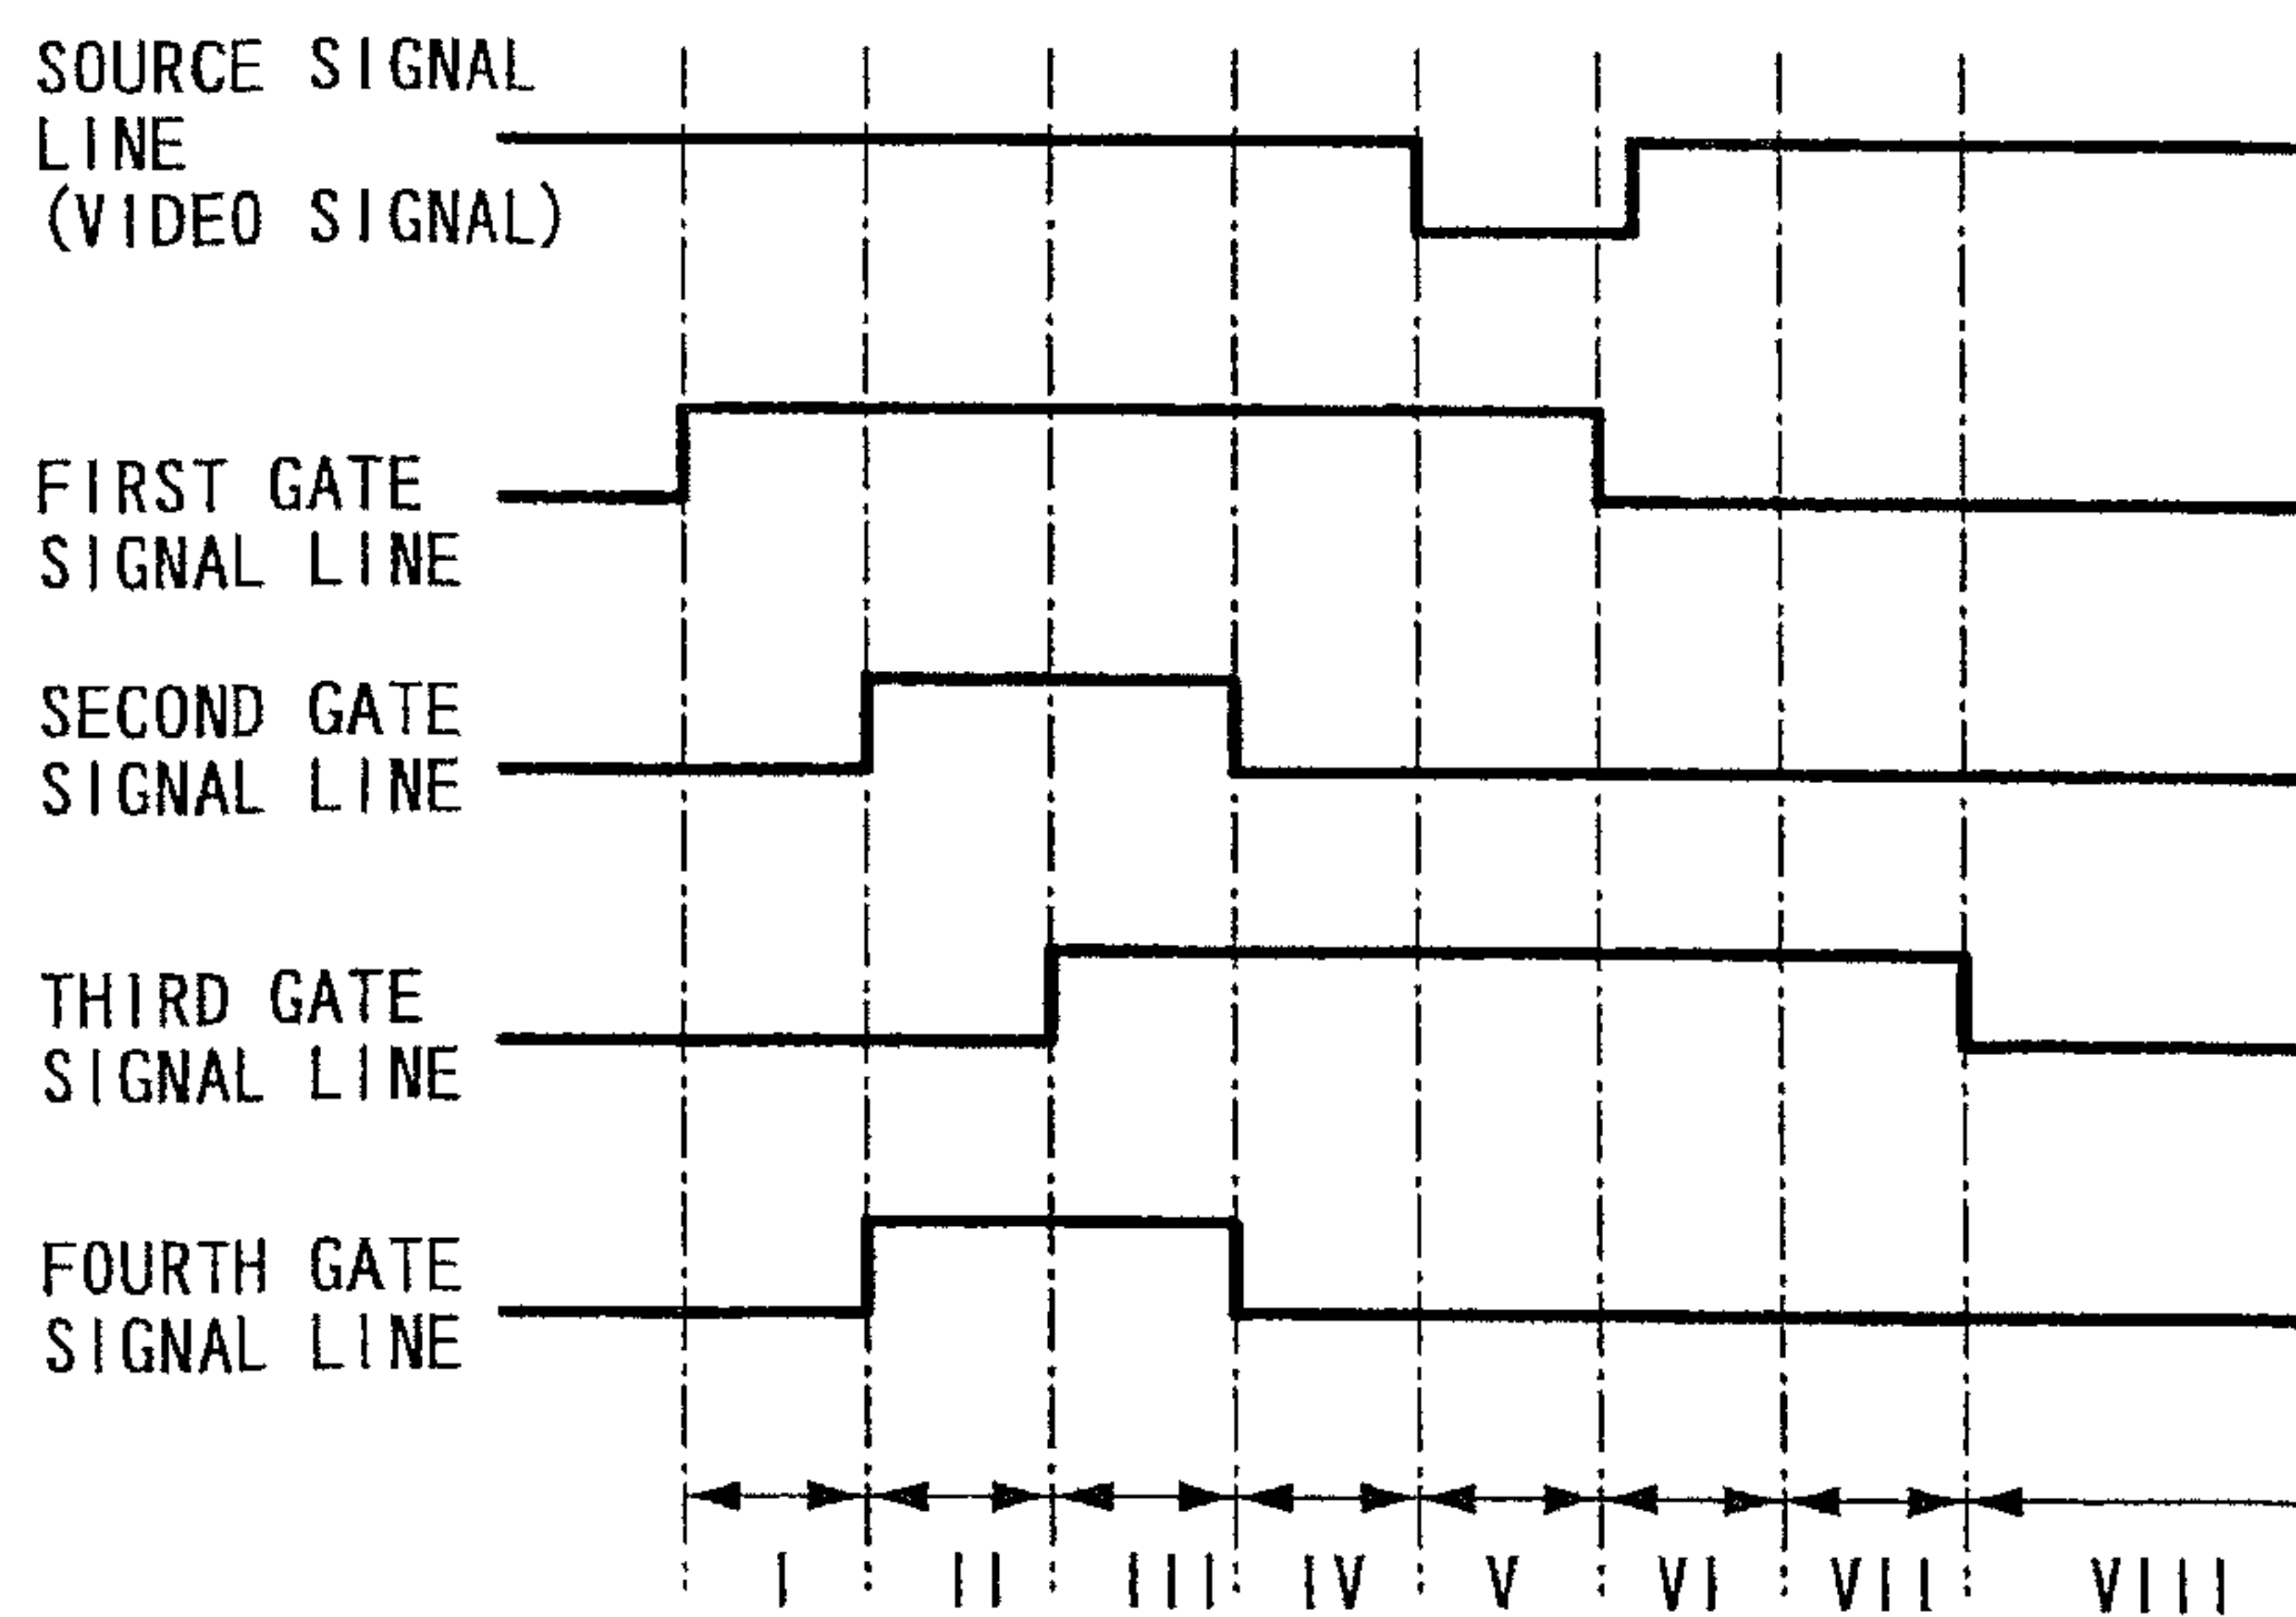 SOURCE SIGNAL
LINE
(VIDEO SIGNAL)
FIRST GATE
SIGNAL LINE
SECOND GATE
SIGNAL LINE
THIRD GATE
SIGNAL LINE
FOURTH GATE
SIGNAL LINE
I II III IV V VI VII VIII